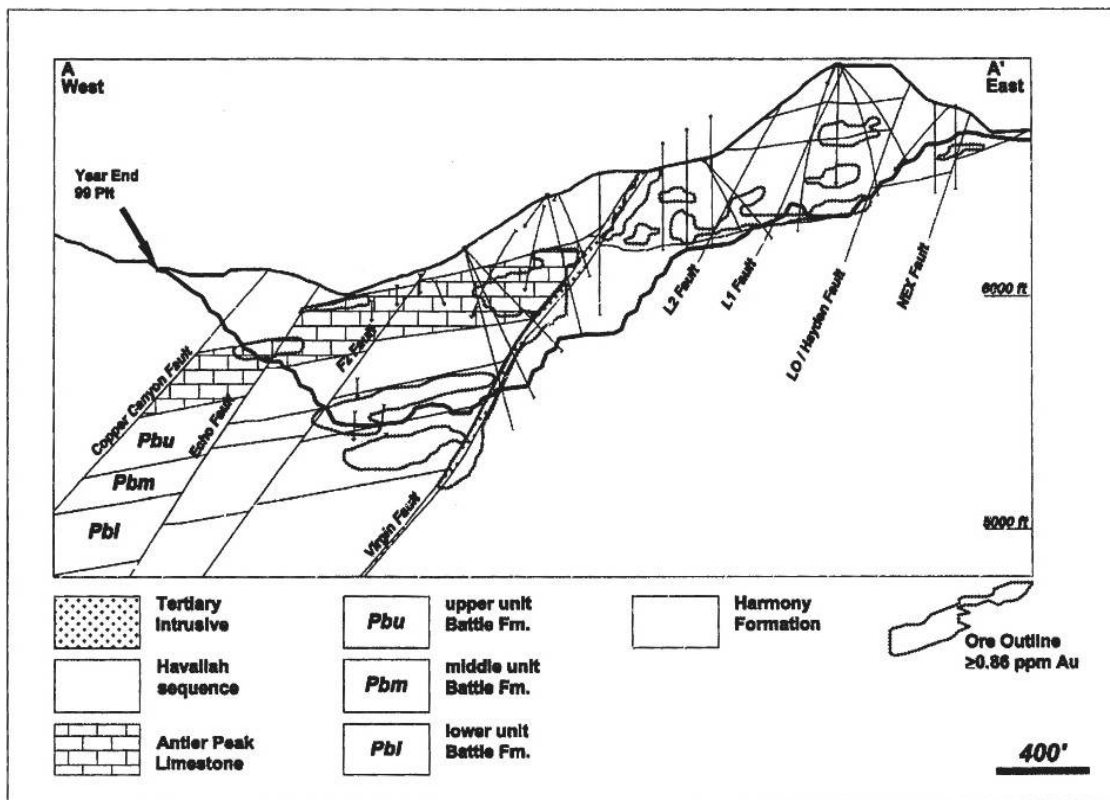 A
West
A'
East
Year End
99 Pit
6000 ft
5000 ft
Copper Canyon Fault
Echo Fault
Fz Fault
Virgin Fault
L2 Fault
L1 Fault
LO / Hayden Fault
NEX Fault
Pbu
Pbm
Pbl
Tertiary
Intrusive
Havallah
sequence
Antler Peak
Limestone
Pbu
upper unit
Battle Fm.
Pbm
middle unit
Battle Fm.
Pbl
lower unit
Battle Fm.
Harmony
Formation
Ore Outline
≥0.86 ppm Au
400'